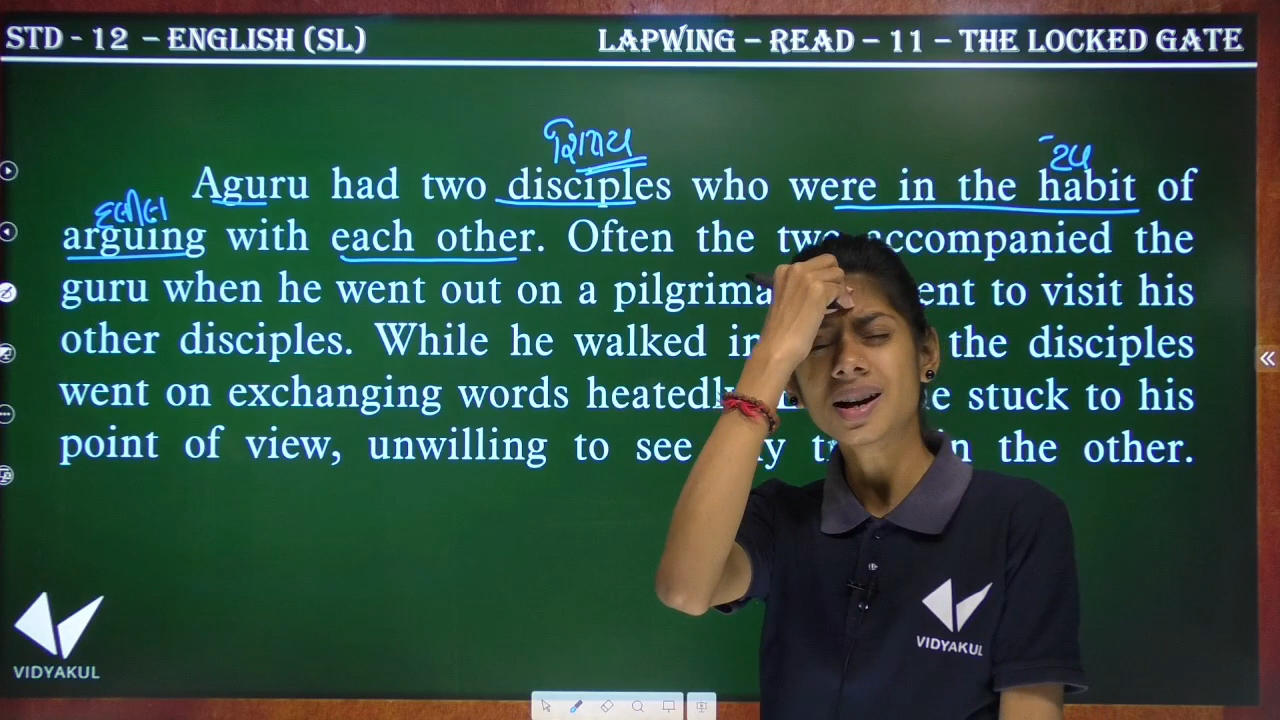 STD - 12 – ENGLISH (SL)
LAPWING – READ – 11 – THE LOCKED GATE
શિષ્ય
ટેવ
દલીલ
Aguru had two disciples who were in the habit of
arguing with each other. Often the two accompanied the
guru when he went out on a pilgrima ent to visit his
other disciples. While he walked in the disciples
went on exchanging words heatedly e stuck to his
point of view, unwilling to see the other.
VIDYAKUL
VIDYAKUL